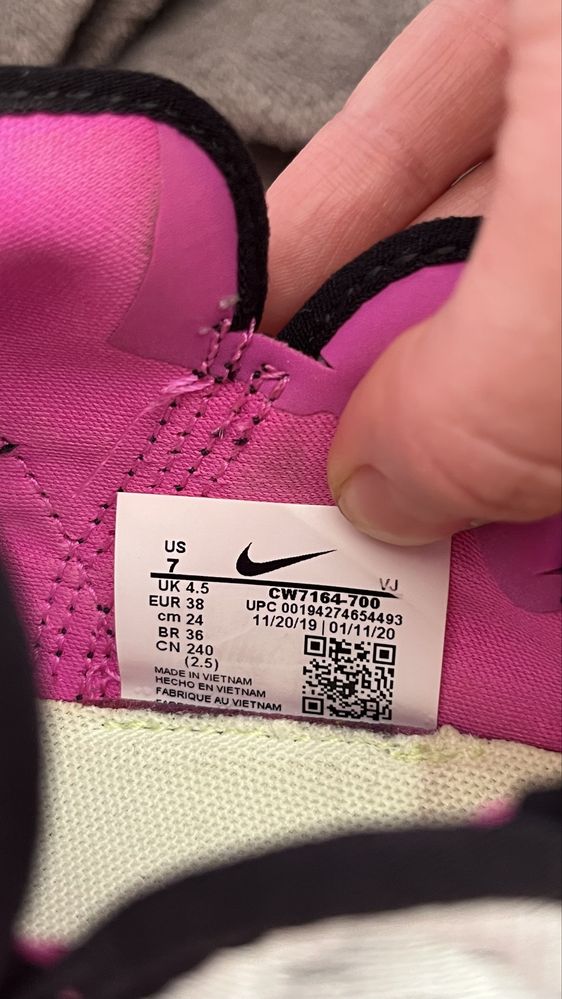 US
7
VJ
UK 4.5
EUR 38
cm 24
BR 36
CN 240
(2.5)
CW7164-700
UPC 00194274654493
11/20/19 | 01/11/20
MADE IN VIETNAM
HECHO EN VIETNAM
FABRIQUE AU VIETNAM